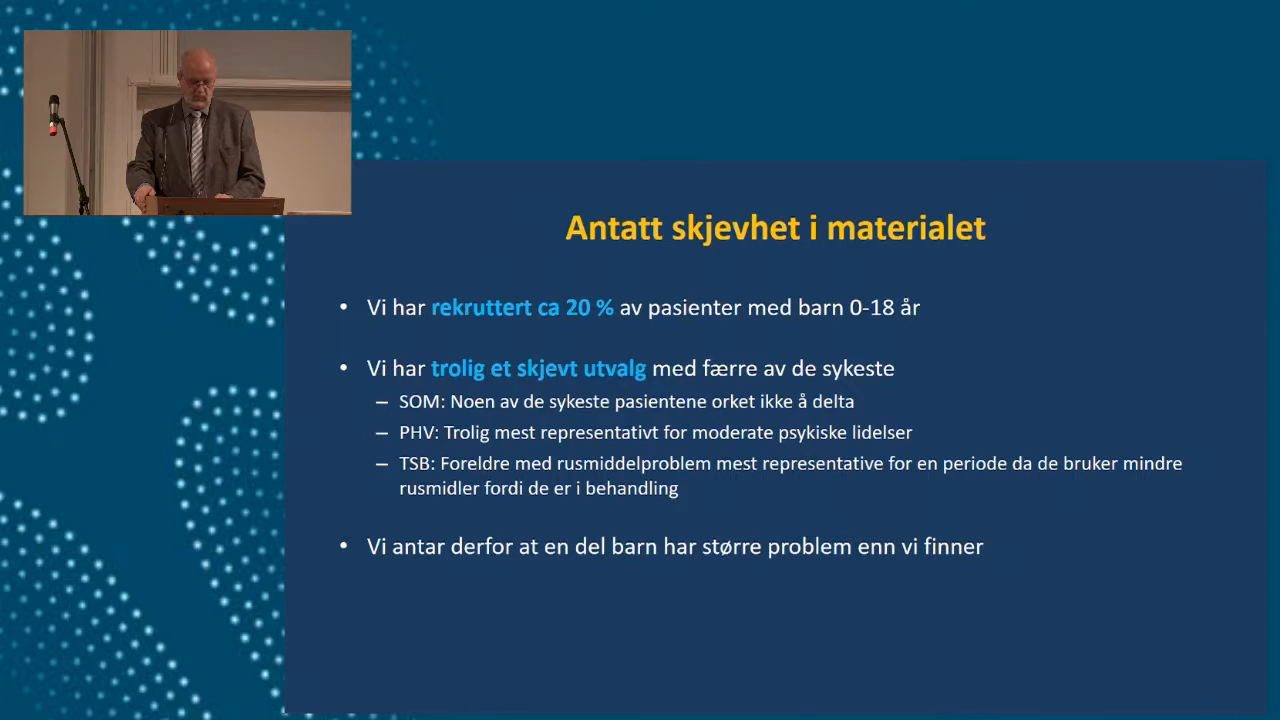 Antatt skjevhet i materialet
• Vi har rekruttert ca 20 % av pasienter med barn 0-18 år
• Vi har trolig et skjevt utvalg med færre av de sykeste
– SOM: Noen av de sykeste pasientene orket ikke å delta
– PHV: Trolig mest representativt for moderate psykiske lidelser
– TSB: Foreldre med rusmiddelproblem mest representative for en periode da de bruker mindre
rusmidler fordi de er i behandling
• Vi antar derfor at en del barn har større problem enn vi finner